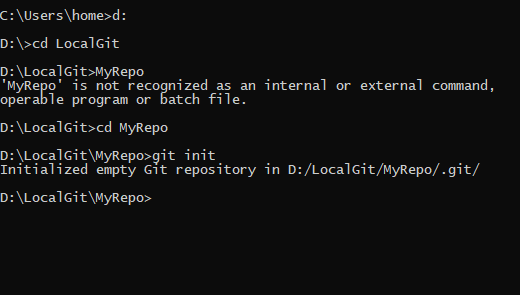 C:\Users\home>d:
D:\>cd LocalGit
D:\LocalGit>MyRepo
'MyRepo' is not recognized as an internal or external command,
operable program or batch file.
D:\LocalGit>cd MyRepo
D:\LocalGit\MyRepo>git init
Initialized empty Git repository in D:/LocalGit/MyRepo/.git/
D:\LocalGit\MyRepo>